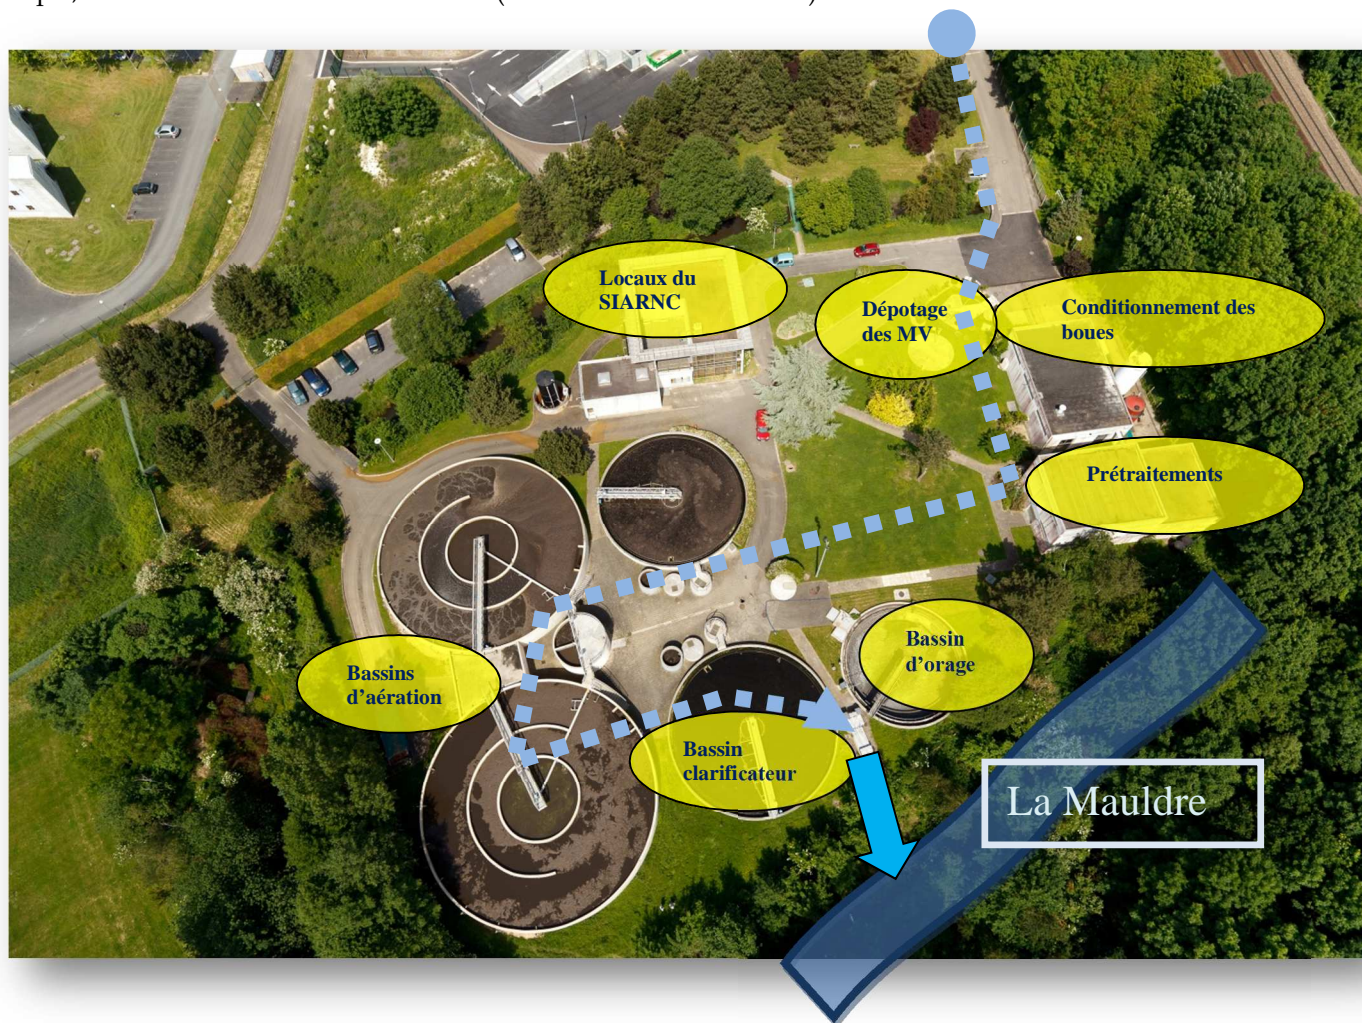 Locaux du
SIARNC
Dépotage
des MV
Conditionnement des
boues
Prétraitements
Bassins
d’aération
Bassin
d’orage
Bassin
clarificateur
La Mauldre